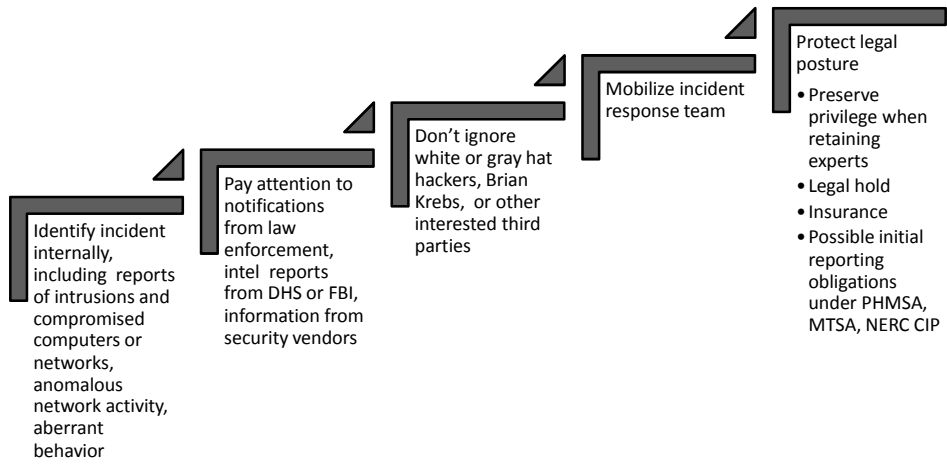 Identify incident
internally,
including reports
of intrusions and
compromised
computers or
networks,
anomalous
network activity,
aberrant
behavior
Pay attention to
notifications
from law
enforcement,
intel reports
from DHS or FBI,
information from
security vendors
Don’t ignore
white or gray hat
hackers, Brian
Krebs, or other
interested third
parties
Mobilize incident
response team
Protect legal
posture
• Preserve
privilege when
retaining
experts
• Legal hold
• Insurance
• Possible initial
reporting
obligations
under PHMSA,
MTSA, NERC CIP